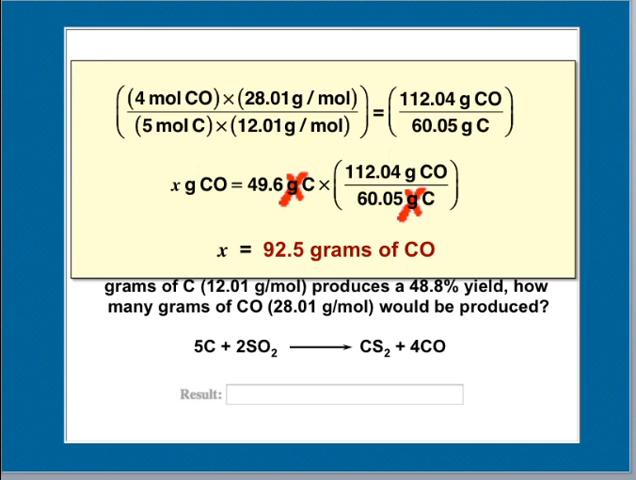 ((4 mol CO)×(28.01 g / mol) / (5 mol C)×(12.01 g / mol)) = (112.04 g CO / 60.05 g C)
x g CO = 49.6 g C × (112.04 g CO / 60.05 g C)
x = 92.5 grams of CO
grams of C (12.01 g/mol) produces a 48.8% yield, how
many grams of CO (28.01 g/mol) would be produced?
5C + 2SO₂ ⟶ CS₂ + 4CO
Result: